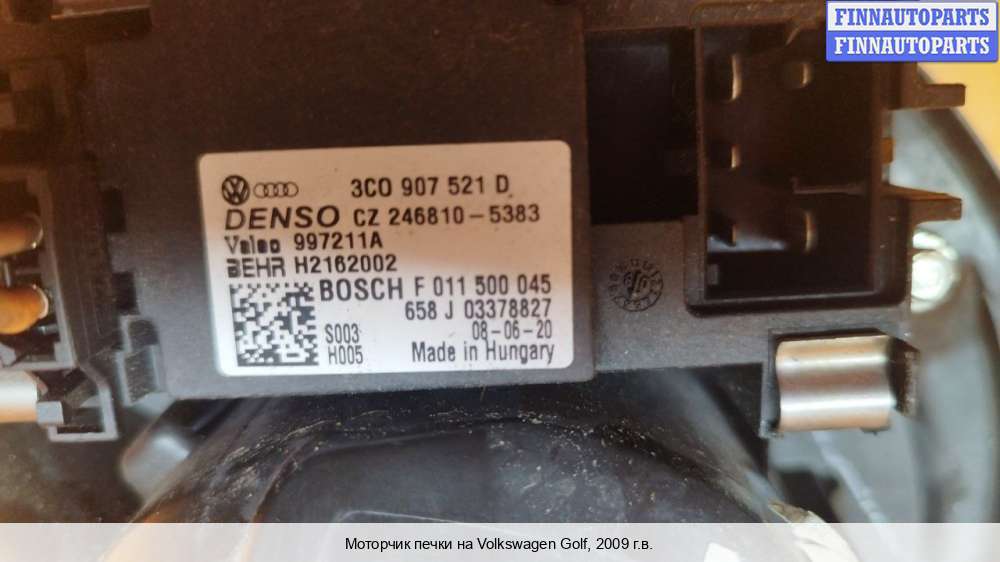 FINNAUTOPARTS
FINNAUTOPARTS
3C0 907 521 D
DENSO CZ 246810-5383
Valeo 997211A
BEHR H2162002
BOSCH F 011 500 045
658 J 03378827
S003 08-06-20
H005 Made in Hungary
Моторчик печки на Volkswagen Golf, 2009 г.в.